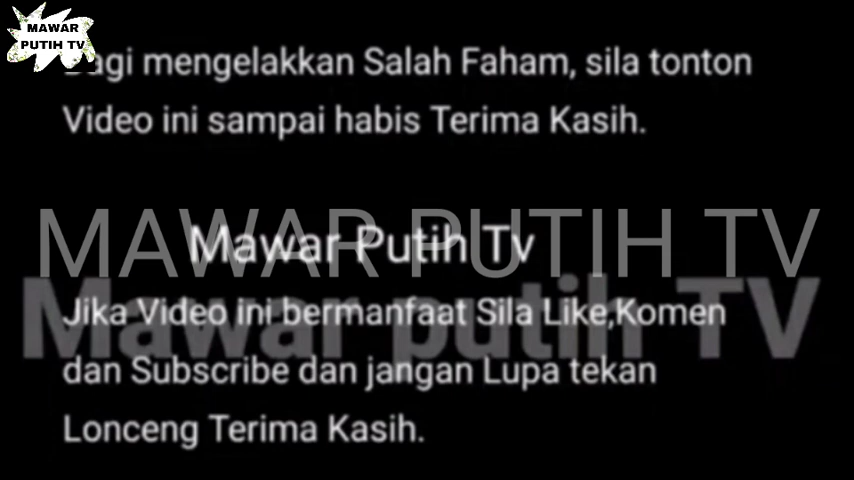 MAWAR
PUTIH TV
agi mengelakkan Salah Faham, sila tonton
Video ini sampai habis Terima Kasih.
MAWAR PUTIH TV
Mawar Putih Tv
Mawar putih TV
Jika Video ini bermanfaat Sila Like,Komen
dan Subscribe dan jangan Lupa tekan
Lonceng Terima Kasih.